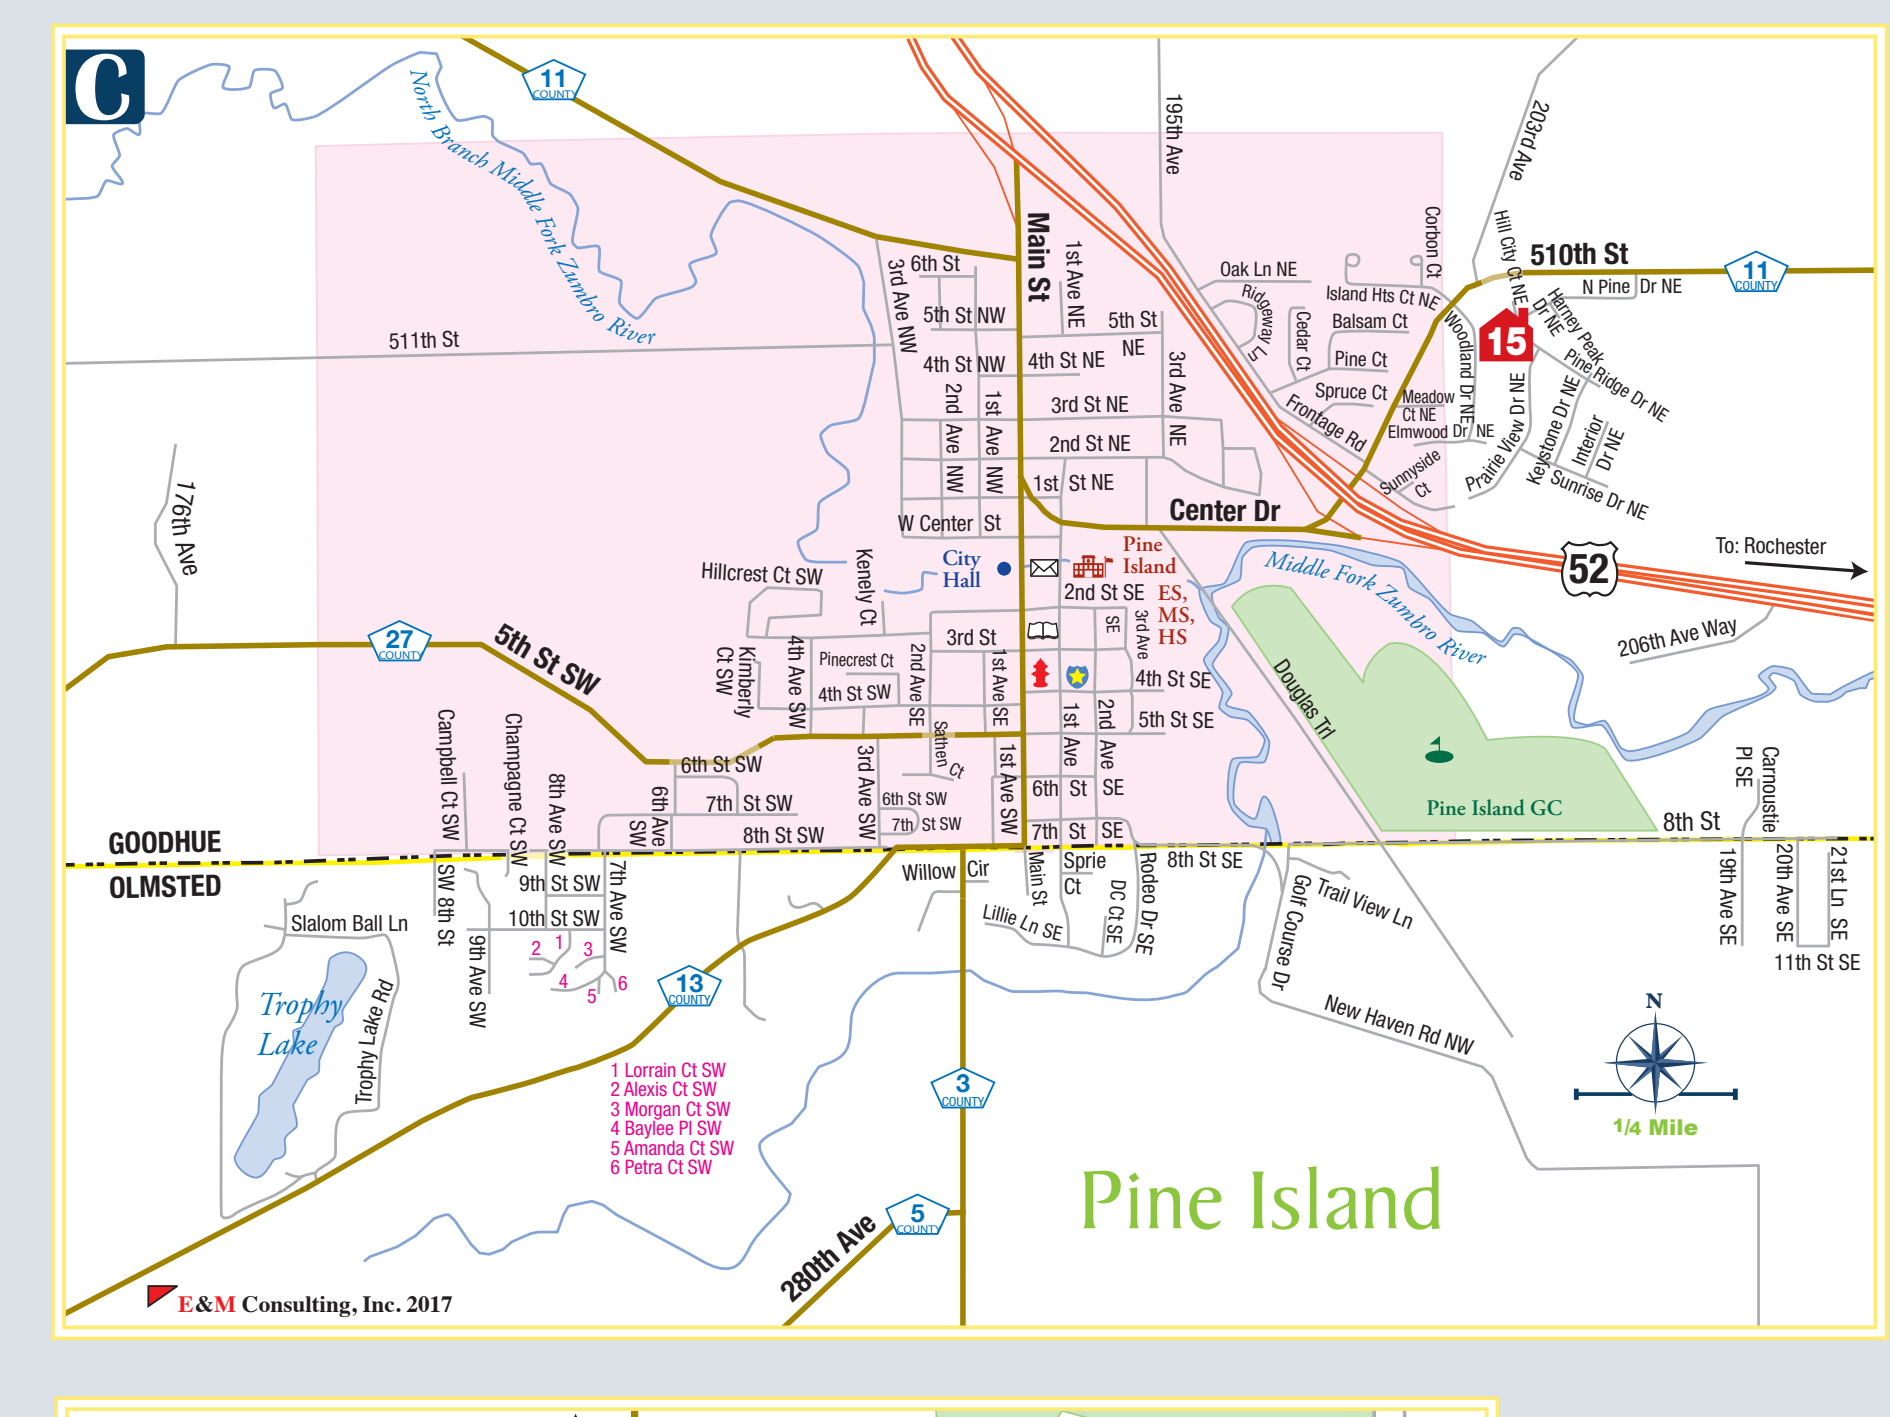 C
11
COUNTY
North Branch Middle Fork Zumbro River
195th Ave
203rd Ave
Main St
1st Ave NE
Corbon Ct
Hill City Ct NE
510th St
11
COUNTY
N Pine Dr NE
Oak Ln NE
6th St
3rd Ave NW
Ridgeway Ln
Island Hts Ct NE
Harney Peak
Dr NE
5th St NW
5th St
NE
Cedar Ct
Balsam Ct
Woodland Dr NE
15
511th St
4th St NW
4th St NE
3rd Ave NE
Pine Ct
Pine Ridge Dr NE
2nd Ave NW
1st Ave NW
3rd St NE
Spruce Ct
Meadow
Ct NE
Frontage Rd
Elmwood Dr NE
Prairie View Dr NE
Keystone Dr NE
Interior
Dr NE
2nd St NE
Sunnyside
Ct
Sunrise Dr NE
1st St NE
176th Ave
W Center St
Center Dr
City
Hall
Pine
Island
ES,
MS,
HS
Middle Fork Zumbro River
52
To: Rochester
Hillcrest Ct SW
Kenely Ct
2nd St SE
27
COUNTY
5th St SW
3rd St
SE
3rd Ave
206th Ave Way
Kimberly
Ct SW
4th Ave SW
Pinecrest Ct
2nd Ave SE
1st Ave SE
4th St SW
4th St SE
Douglas Trl
5th St SE
1st Ave
2nd Ave
Sathen Ct
Campbell Ct SW
Champagne Ct SW
8th Ave SW
6th St SW
3rd Ave SW
1st Ave SW
6th St SE
Carnoustie
Pl SE
6th Ave
SW
7th St SW
6th St SW
7th St SW
7th St SE
Pine Island GC
8th St
GOODHUE
OLMSTED
8th St SW
8th St SE
Willow Cir
Main St
Sprie
Ct
DC Ct SE
Rodeo Dr SE
Golf Course Dr
Trail View Ln
19th Ave SE
20th Ave SE
21st Ln SE
SW 8th St
9th St SW
7th Ave SW
10th St SW
9th Ave SW
Slalom Ball Ln
Lillie Ln SE
11th St SE
2
1
3
4
5
6
13
COUNTY
Trophy
Lake
Trophy Lake Rd
New Haven Rd NW
N
1/4 Mile
1 Lorrain Ct SW
2 Alexis Ct SW
3 Morgan Ct SW
4 Baylee Pl SW
5 Amanda Ct SW
6 Petra Ct SW
3
COUNTY
5
COUNTY
280th Ave
Pine Island
E&M Consulting, Inc. 2017